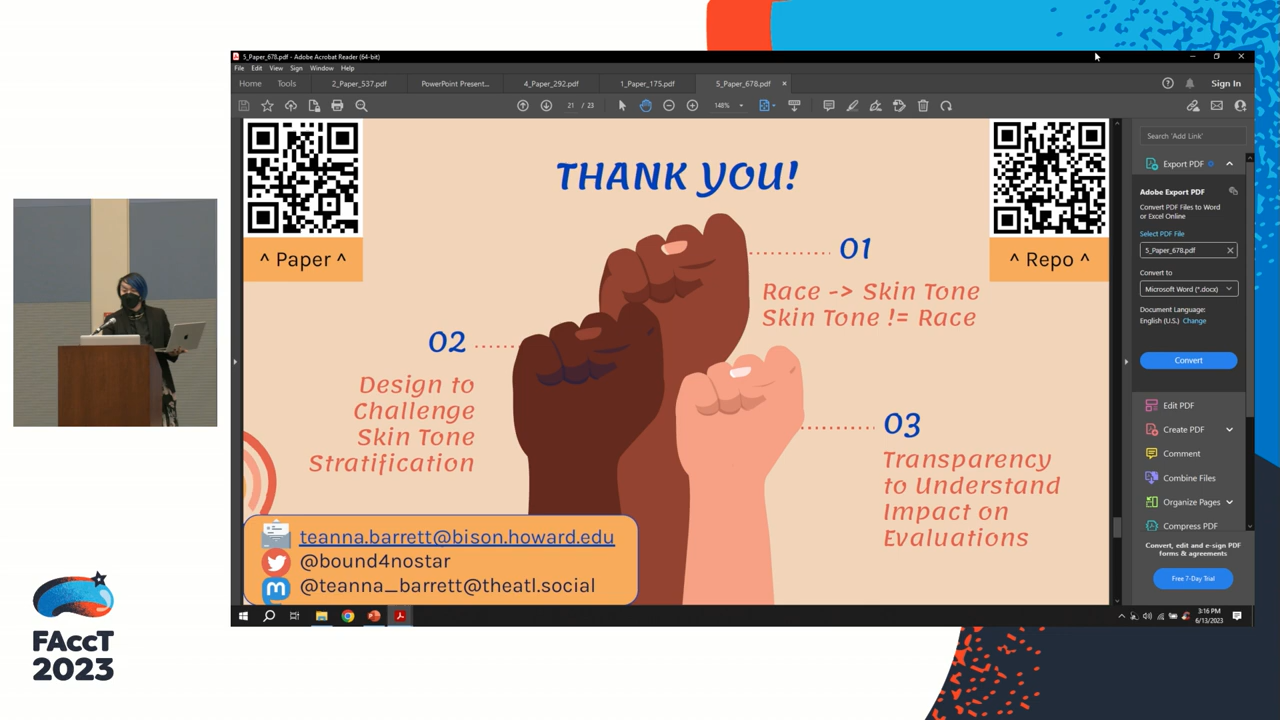 5_Paper_678.pdf - Adobe Acrobat Reader (64-bit)
File Edit View Sign Window Help
Home Tools 2_Paper_537.pdf PowerPoint Present... 4_Paper_292.pdf 1_Paper_175.pdf 5_Paper_678.pdf × Sign In
21 / 23 148%
THANK YOU!
^ Paper ^
^ Repo ^
01
Race -> Skin Tone
Skin Tone != Race
02
Design to
Challenge
Skin Tone
Stratification
03
Transparency
to Understand
Impact on
Evaluations
teanna.barrett@bison.howard.edu
@bound4nostar
@teanna_barrett@theatl.social
Search 'Add Link'
Export PDF
Adobe Export PDF
Convert PDF Files to Word
or Excel Online
Select PDF File
5_Paper_678.pdf
Convert to
Microsoft Word (*.docx)
Document Language:
English (U.S.) Change
Convert
Edit PDF
Create PDF
Comment
Combine Files
Organize Pages
Compress PDF
Convert, edit and e-sign PDF
forms & agreements
Free 7-Day Trial
3:16 PM
6/13/2023
FAccT
2023